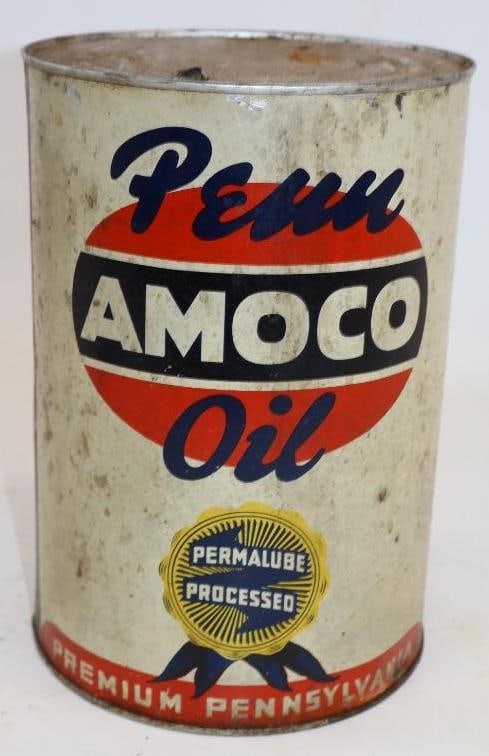 Penn
AMOCO
Oil
PERMALUBE
PROCESSED
PREMIUM PENNSYLVANIA